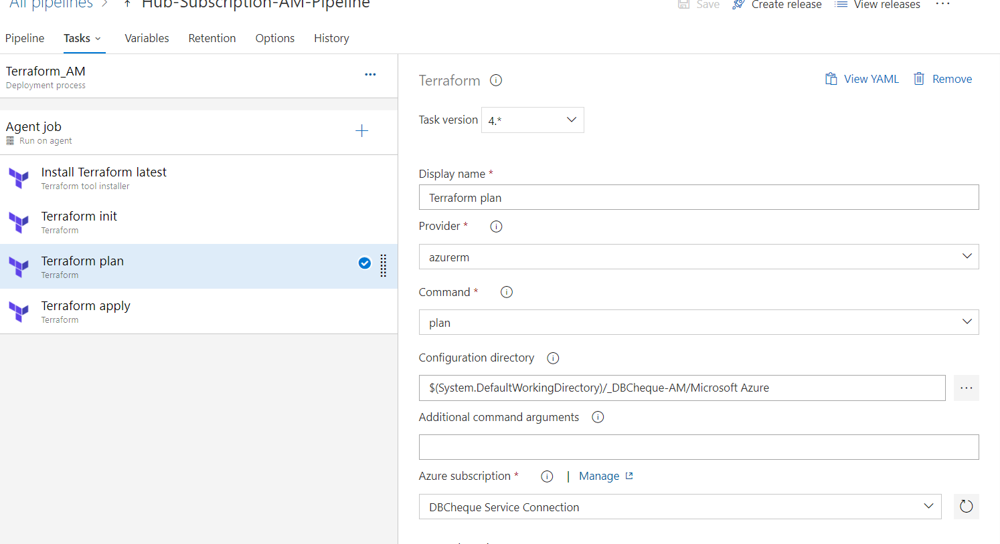 All pipelines > Hub-Subscription-AM-Pipeline
Save Create release View releases ...
Pipeline Tasks Variables Retention Options History
Terraform_AM
Deployment process
Agent job
Run on agent
Install Terraform latest
Terraform tool installer
Terraform init
Terraform
Terraform plan
Terraform
Terraform apply
Terraform
Terraform
View YAML Remove
Task version 4.*
Display name *
Terraform plan
Provider *
azurerm
Command *
plan
Configuration directory
$(System.DefaultWorkingDirectory)/_DBCheque-AM/Microsoft Azure
Additional command arguments
Azure subscription * | Manage
DBCheque Service Connection